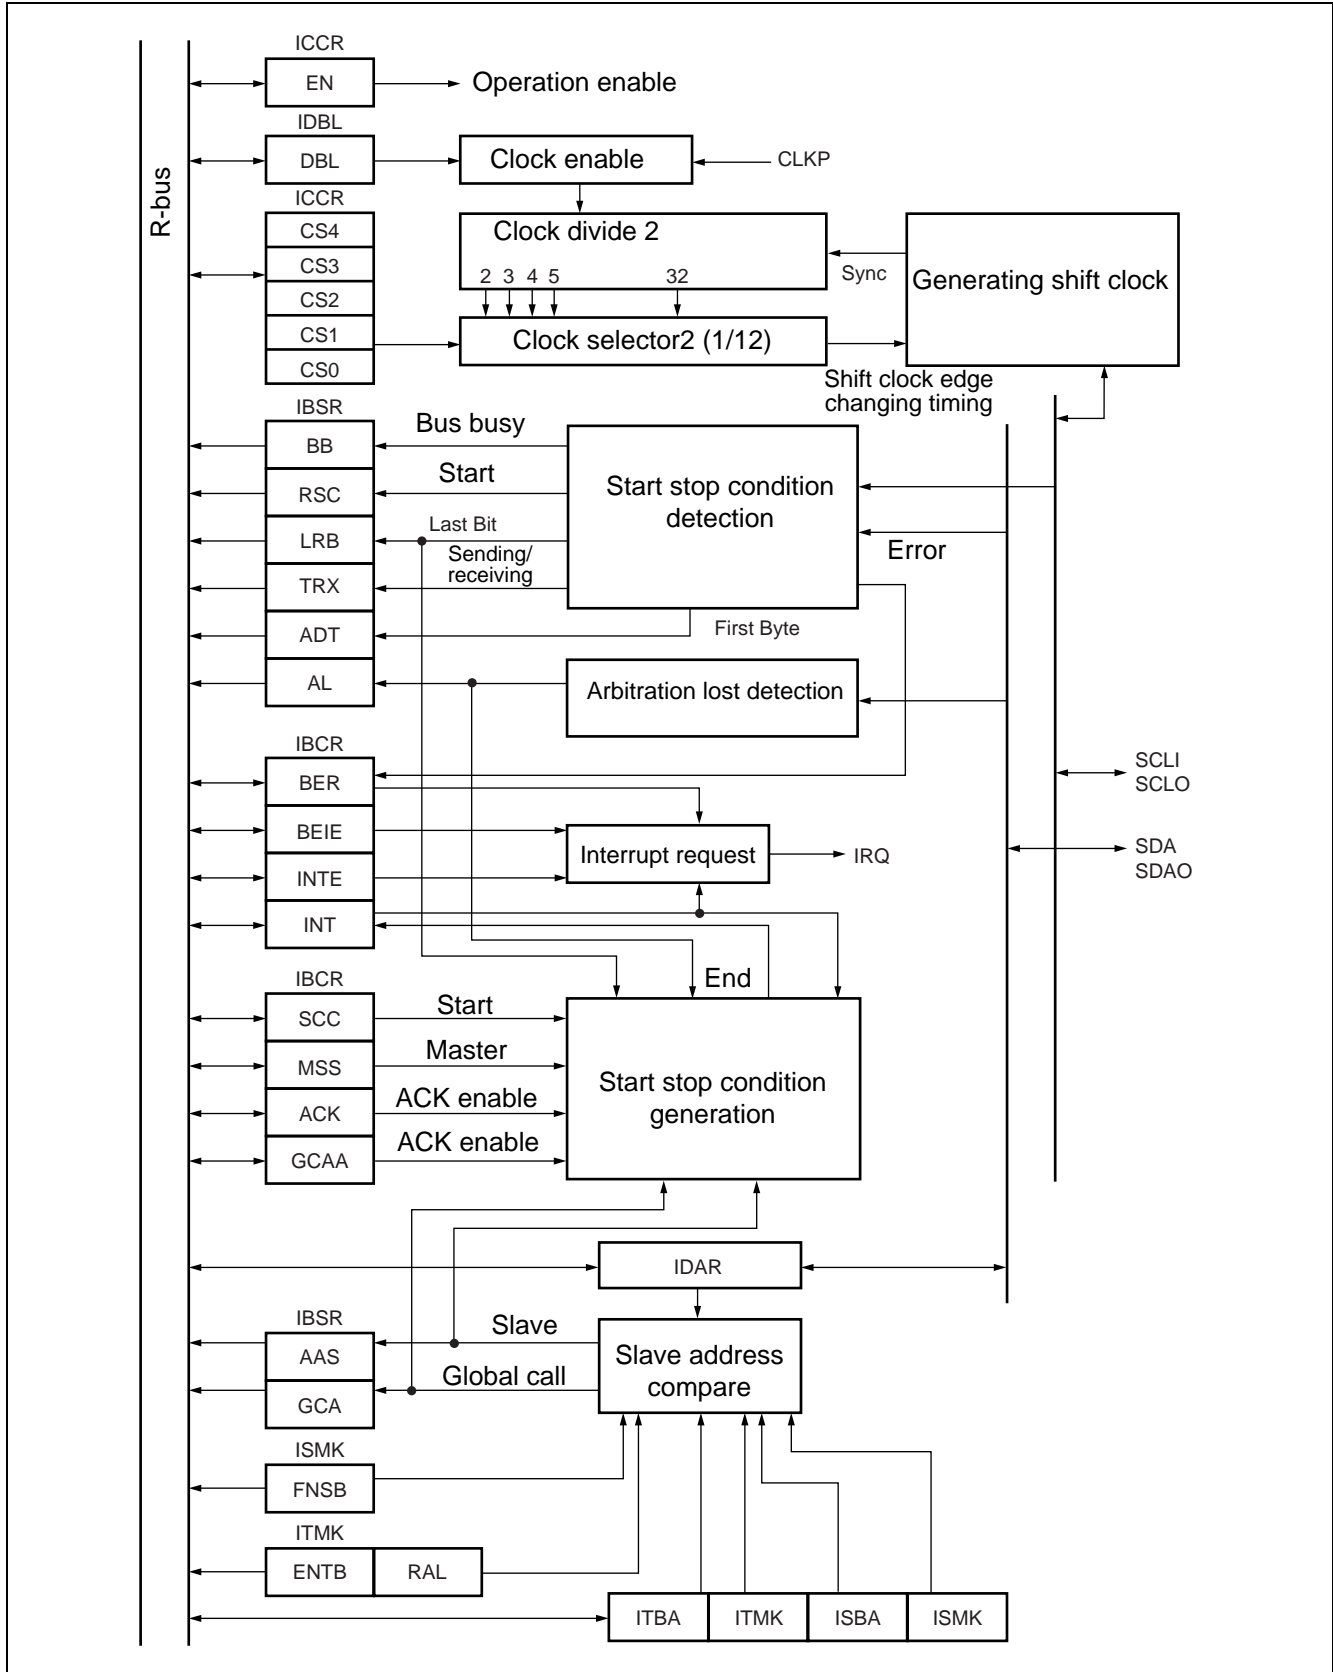 ICCR
EN
Operation enable
IDBL
DBL
Clock enable
CLKP
R-bus
ICCR
CS4
CS3
CS2
CS1
CS0
Clock divide 2
2 3 4 5 32
Sync
Generating shift clock
Clock selector2 (1/12)
Shift clock edge
changing timing
IBSR
BB
RSC
LRB
TRX
ADT
AL
Bus busy
Start
Last Bit
Sending/
receiving
First Byte
Start stop condition
detection
Error
Arbitration lost detection
SCLI
SCLO
SDA
SDAO
IBCR
BER
BEIE
INTE
INT
Interrupt request
IRQ
End
IBCR
SCC
MSS
ACK
GCAA
Start
Master
ACK enable
ACK enable
Start stop condition
generation
IDAR
IBSR
AAS
GCA
Slave
Global call
Slave address
compare
ISMK
FNSB
ITMK
ENTB
RAL
ITBA
ITMK
ISBA
ISMK